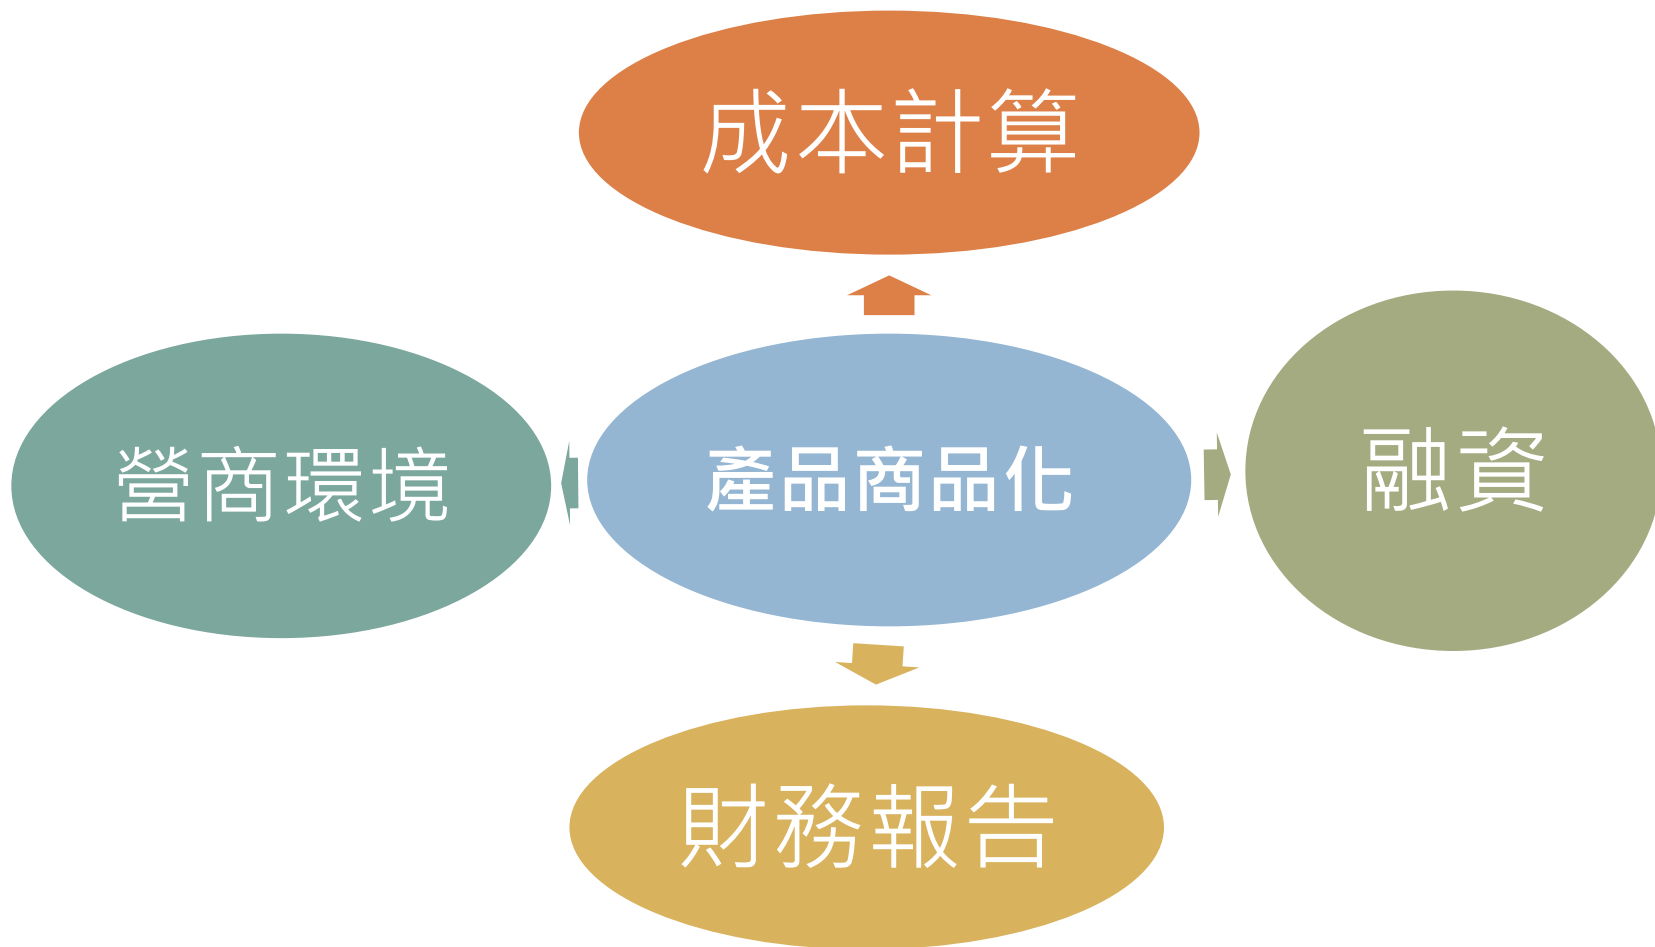 成本計算
營商環境
產品商品化
融資
財務報告